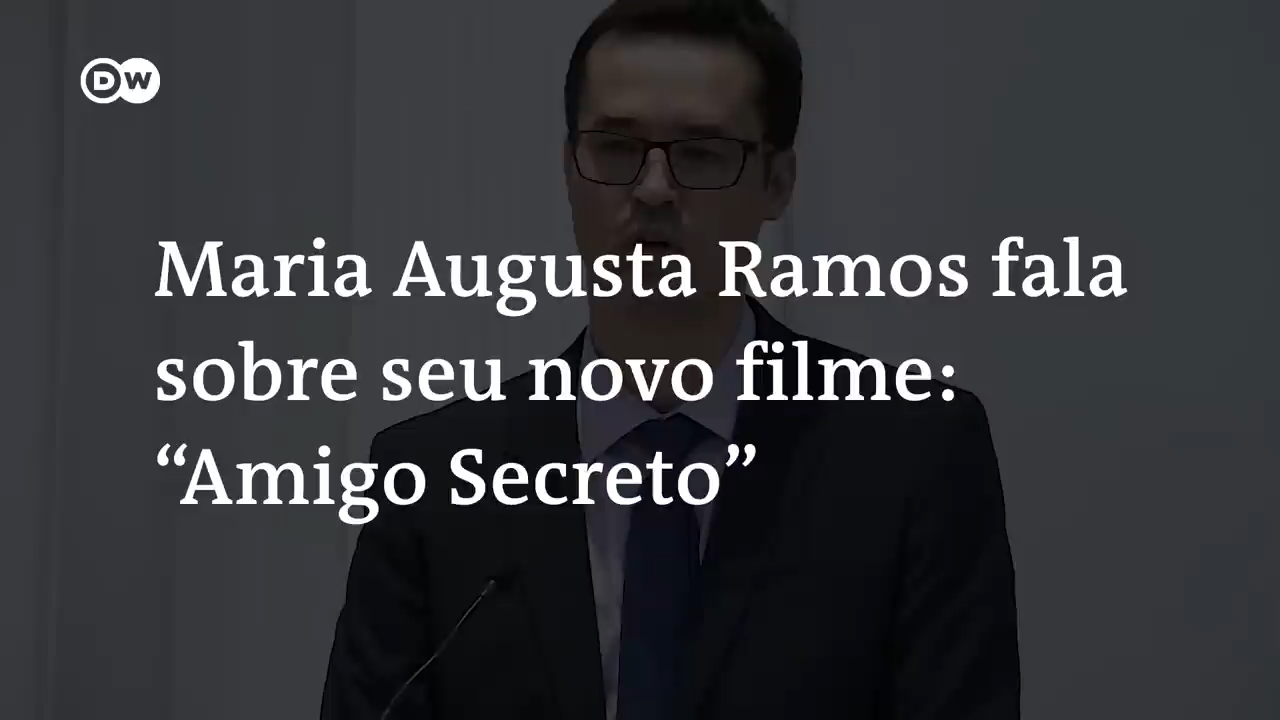 DW
Maria Augusta Ramos fala
sobre seu novo filme:
“Amigo Secreto”